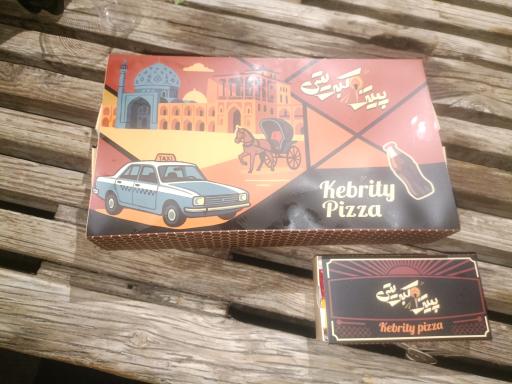 پیتزا کبریتی
TAXI
Kebrity
Pizza
پیتزا کبریتی
Kebrity pizza